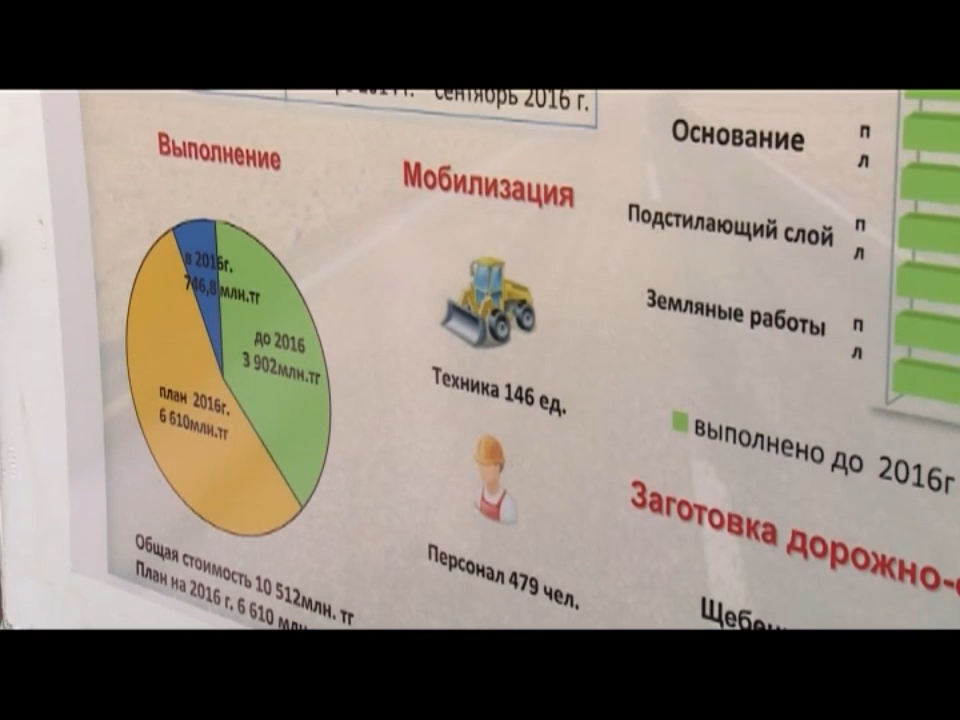 сентябрь 2016 г.
Выполнение
в 2016г.
746,8 млн.тг
до 2016
3 902млн.тг
план 2016г.
6 610млн.тг
Общая стоимость 10 512млн. тг
План на 2016 г. 6 610
Мобилизация
Техника 146 ед.
Персонал 479 чел.
Основание
п
л
Подстилающий слой
п
л
Земляные работы
п
л
выполнено до 2016г
Заготовка дорожно-